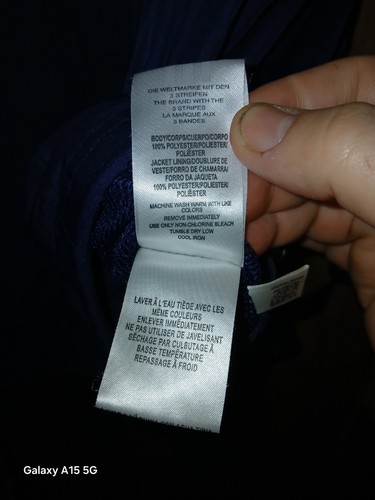 DIE WELTMARKE MIT DEN
3 STREIFEN
THE BRAND WITH THE
3 STRIPES
LA MARQUE AUX
3 BANDES
BODY/CORPS/CUERPO/CORPO
100% POLYESTER/POLIESTER/
POLIÉSTER
JACKET LINING/DOUBLURE DE
VESTE/FORRO DE CHAMARRA/
FORRO DA JAQUETA
100% POLYESTER/POLIESTER/
POLIÉSTER
MACHINE WASH WARM WITH LIKE
COLORS
REMOVE IMMEDIATELY
USE ONLY NON-CHLORINE BLEACH
TUMBLE DRY LOW
COOL IRON
LAVER À L'EAU TIÈDE AVEC LES
MÊME COULEURS
ENLEVER IMMÉDIATEMENT
NE PAS UTILISER DE JAVELISANT
SÉCHAGE PAR CULBUTAGE À
BASSE TEMPÉRATURE
REPASSAGE À FROID
Galaxy A15 5G